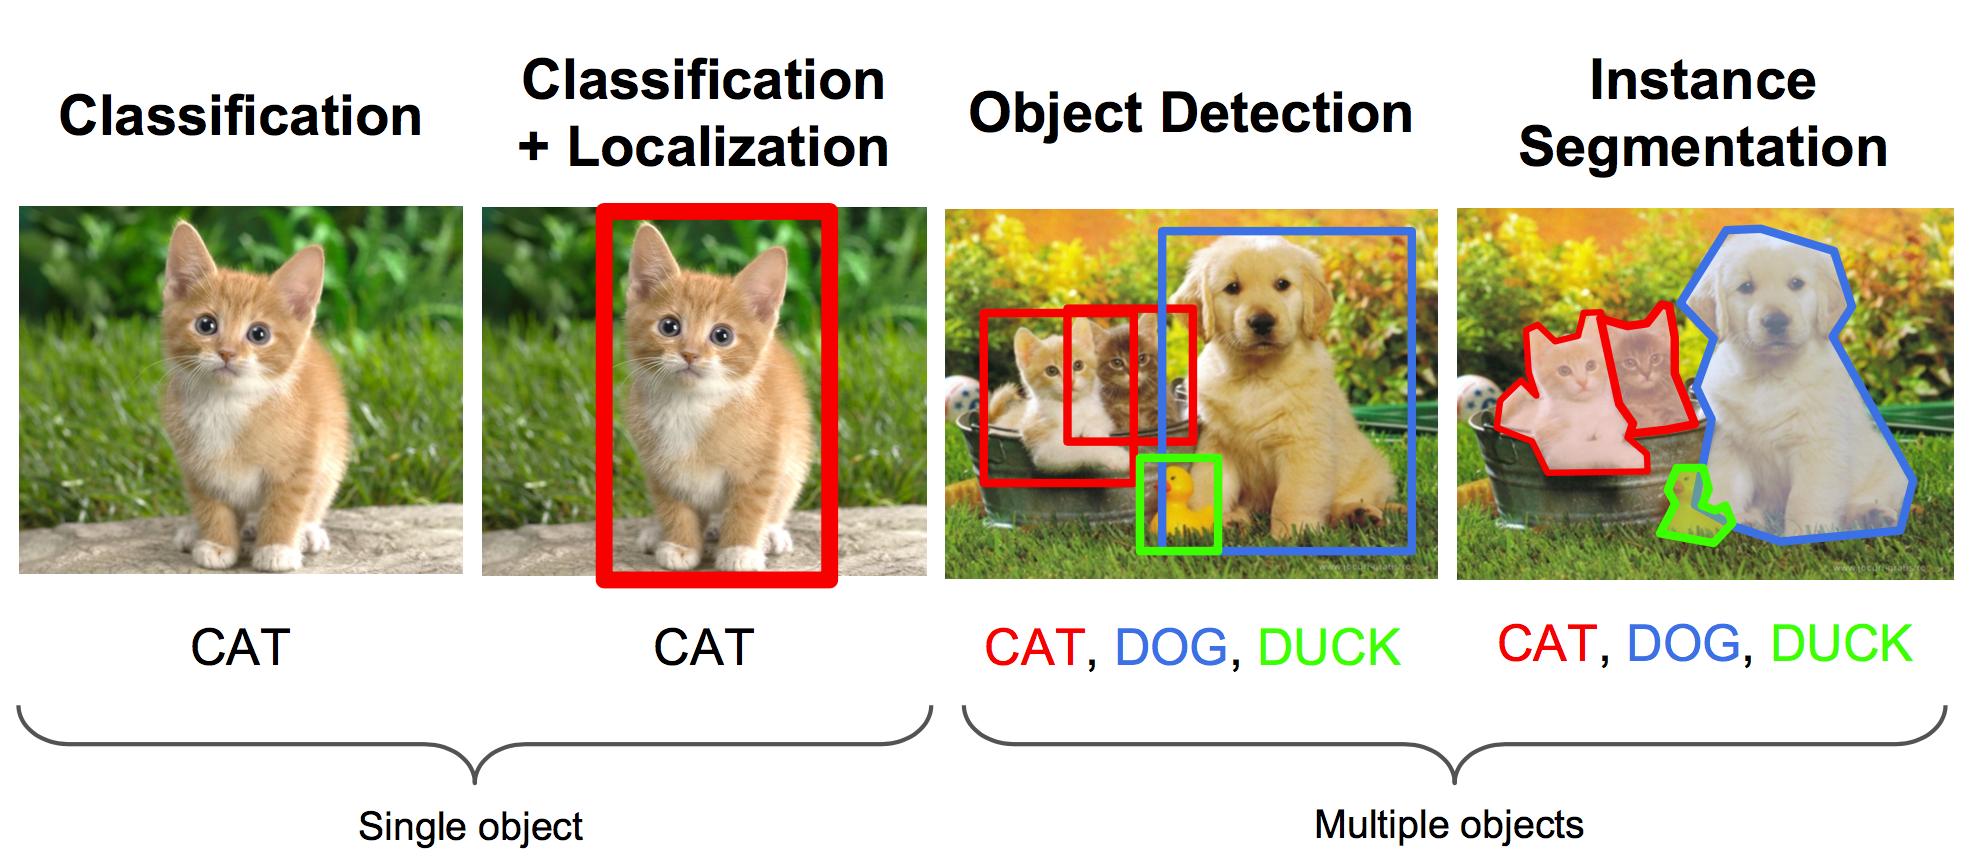 Classification
Classification
+ Localization
Object Detection
Instance
Segmentation
CAT
CAT
CAT, DOG, DUCK
CAT, DOG, DUCK
Single object
Multiple objects